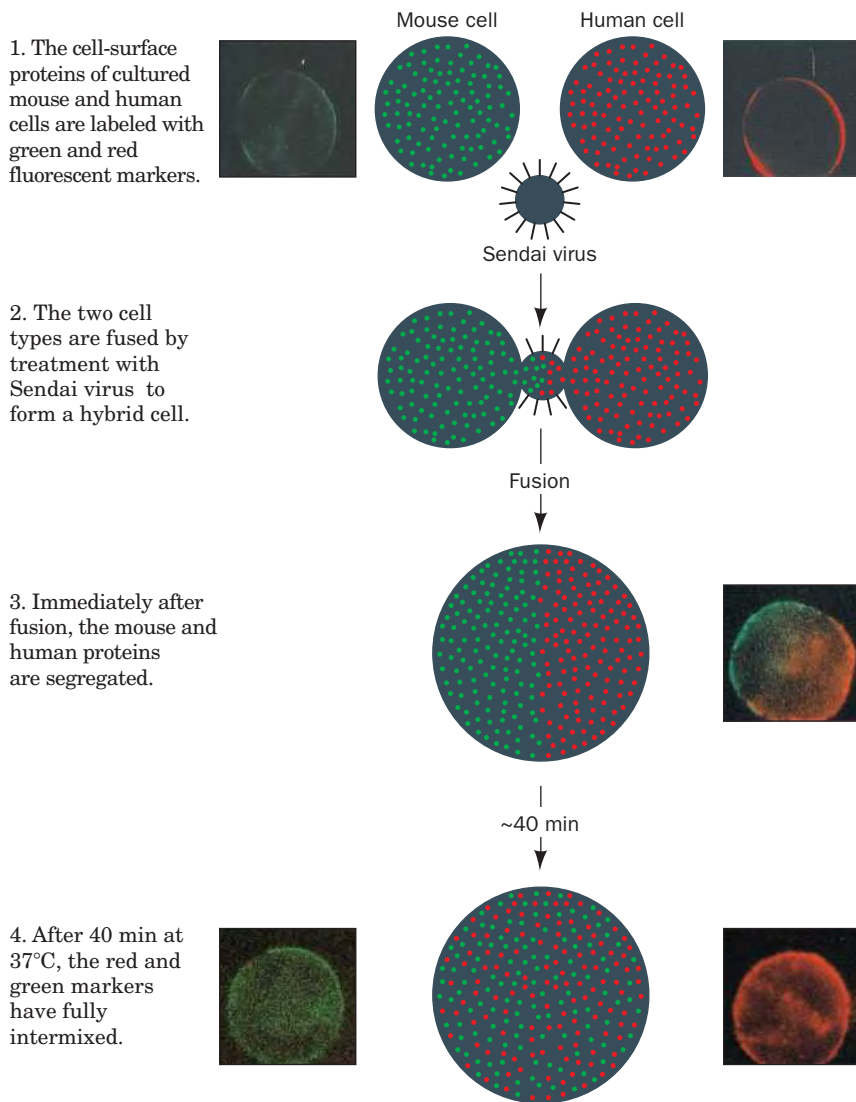 Mouse cell
Human cell
1. The cell-surface
proteins of cultured
mouse and human
cells are labeled with
green and red
fluorescent markers.
Sendai virus
2. The two cell
types are fused by
treatment with
Sendai virus to
form a hybrid cell.
Fusion
3. Immediately after
fusion, the mouse and
human proteins
are segregated.
~40 min
4. After 40 min at
37°C, the red and
green markers
have fully
intermixed.